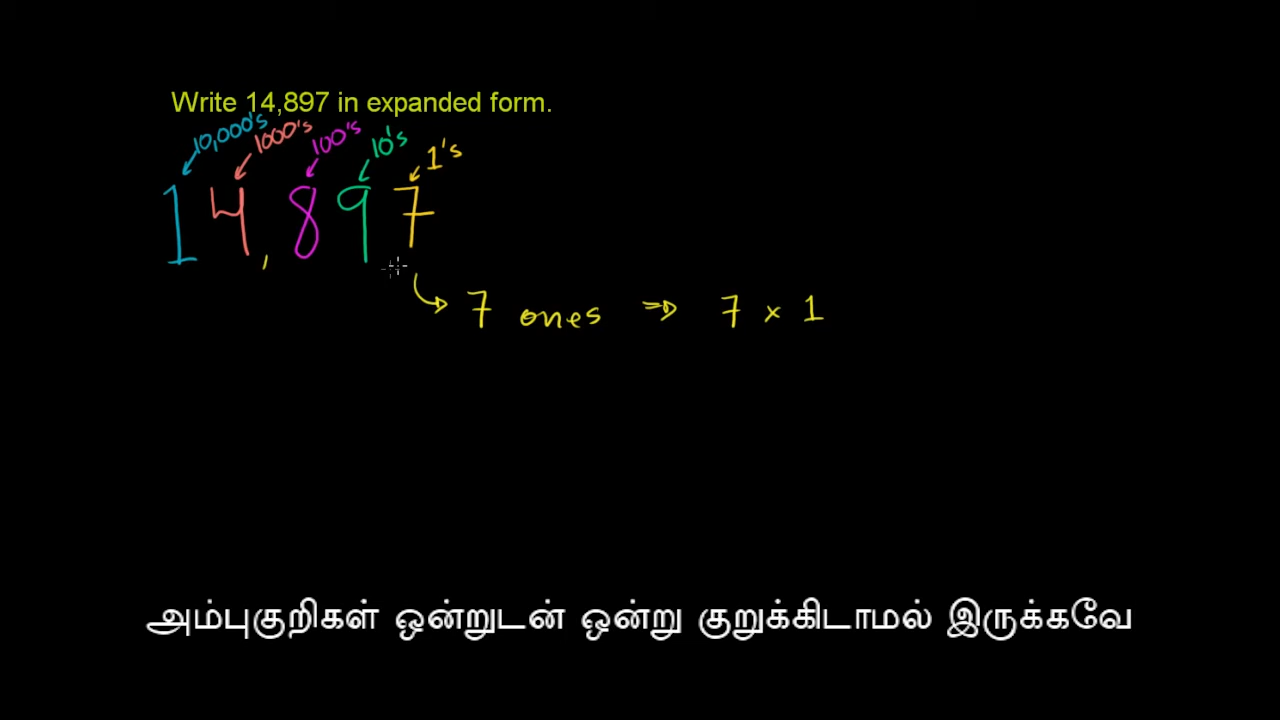 Write 14,897 in expanded form.
10,000's 1000's 100's 10's 1's
14,897
7 ones ⇒ 7 × 1
அம்புகுறிகள் ஒன்றுடன் ஒன்று குறுக்கிடாமல் இருக்கவே